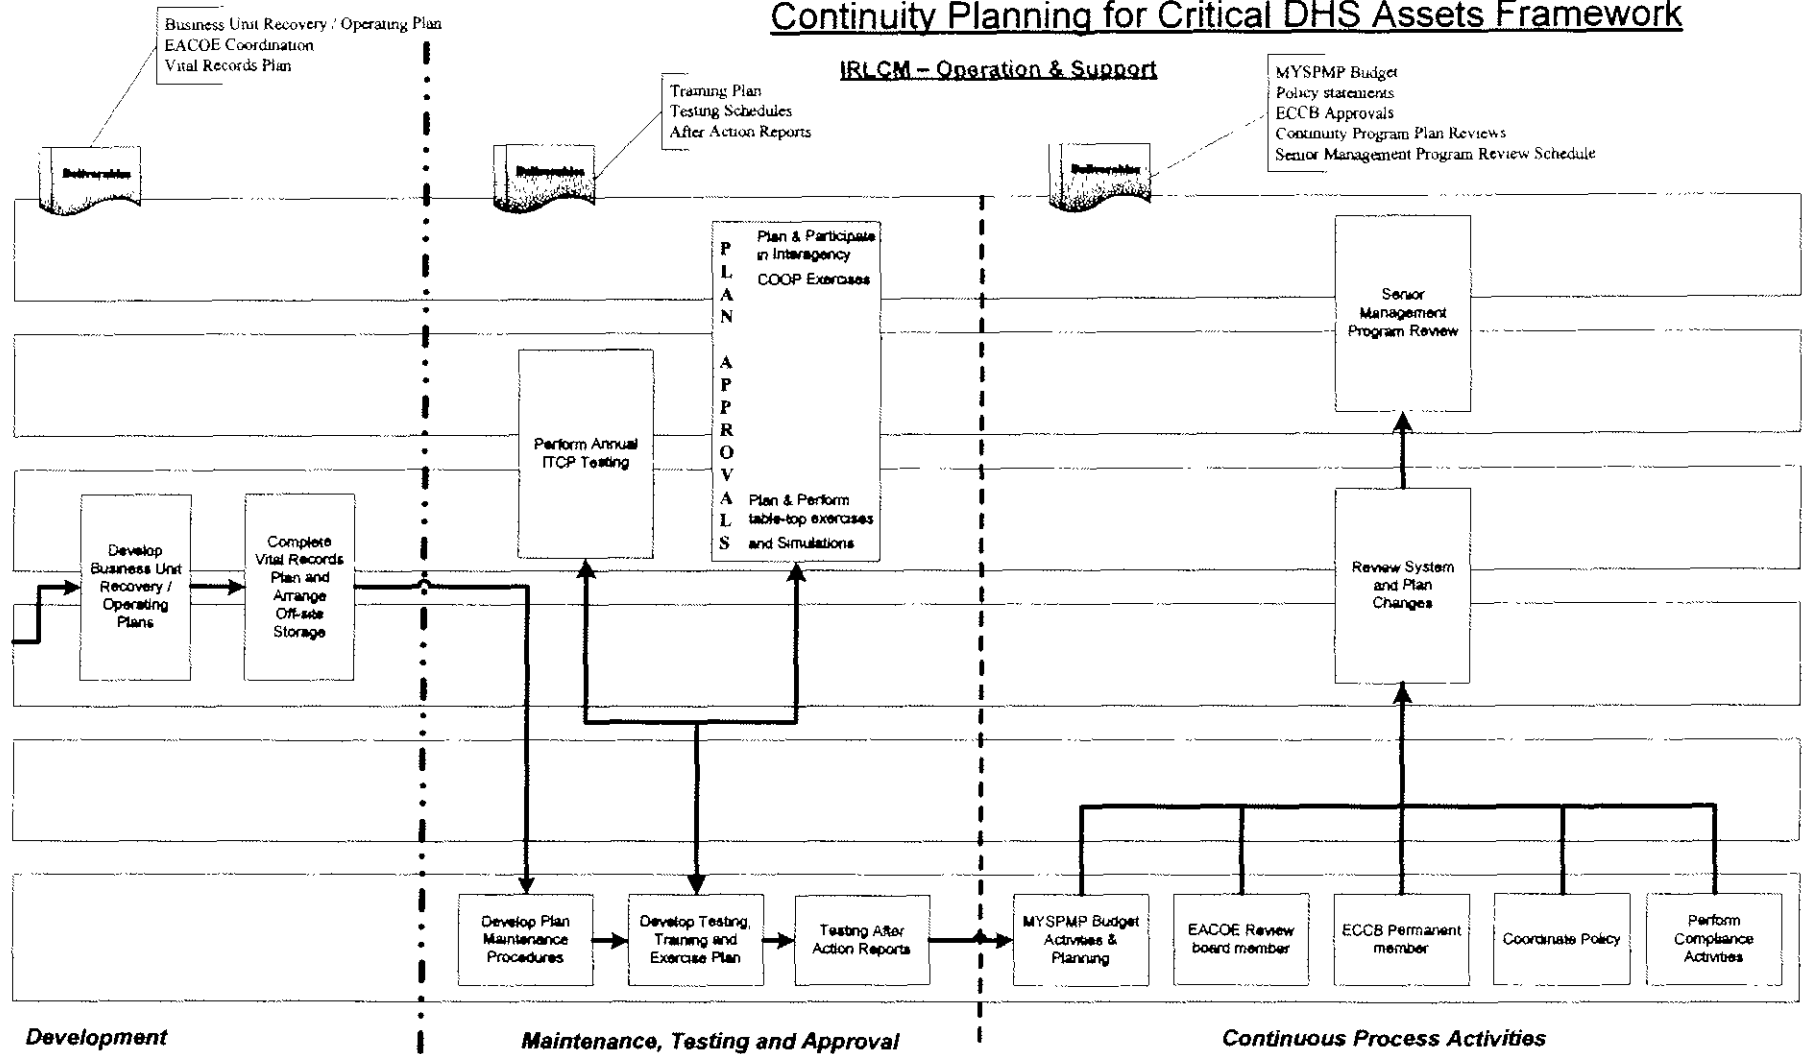 Continuity Planning for Critical DHS Assets Framework
IRLCM – Operation & Support
Business Unit Recovery / Operating Plan
EACOE Coordination
Vital Records Plan
Training Plan
Testing Schedules
After Action Reports
MYSPMP Budget
Policy statements
ECCB Approvals
Continuity Program Plan Reviews
Senior Management Program Review Schedule
Deliverables
Deliverables
Deliverables
PLAN APPROVALS
Plan & Participate
in Interagency
COOP Exercises
Plan & Perform
table-top exercises
and Simulations
Perform Annual
ITCP Testing
Senior
Management
Program Review
Develop
Business Unit
Recovery /
Operating
Plans
Complete
Vital Records
Plan and
Arrange
Off-site
Storage
Review System
and Plan
Changes
Develop Plan
Maintenance
Procedures
Develop Testing,
Training and
Exercise Plan
Testing After
Action Reports
MYSPMP Budget
Activities &
Planning
EACOE Review
board member
ECCB Permanent
member
Coordinate Policy
Perform
Compliance
Activities
Development
Maintenance, Testing and Approval
Continuous Process Activities